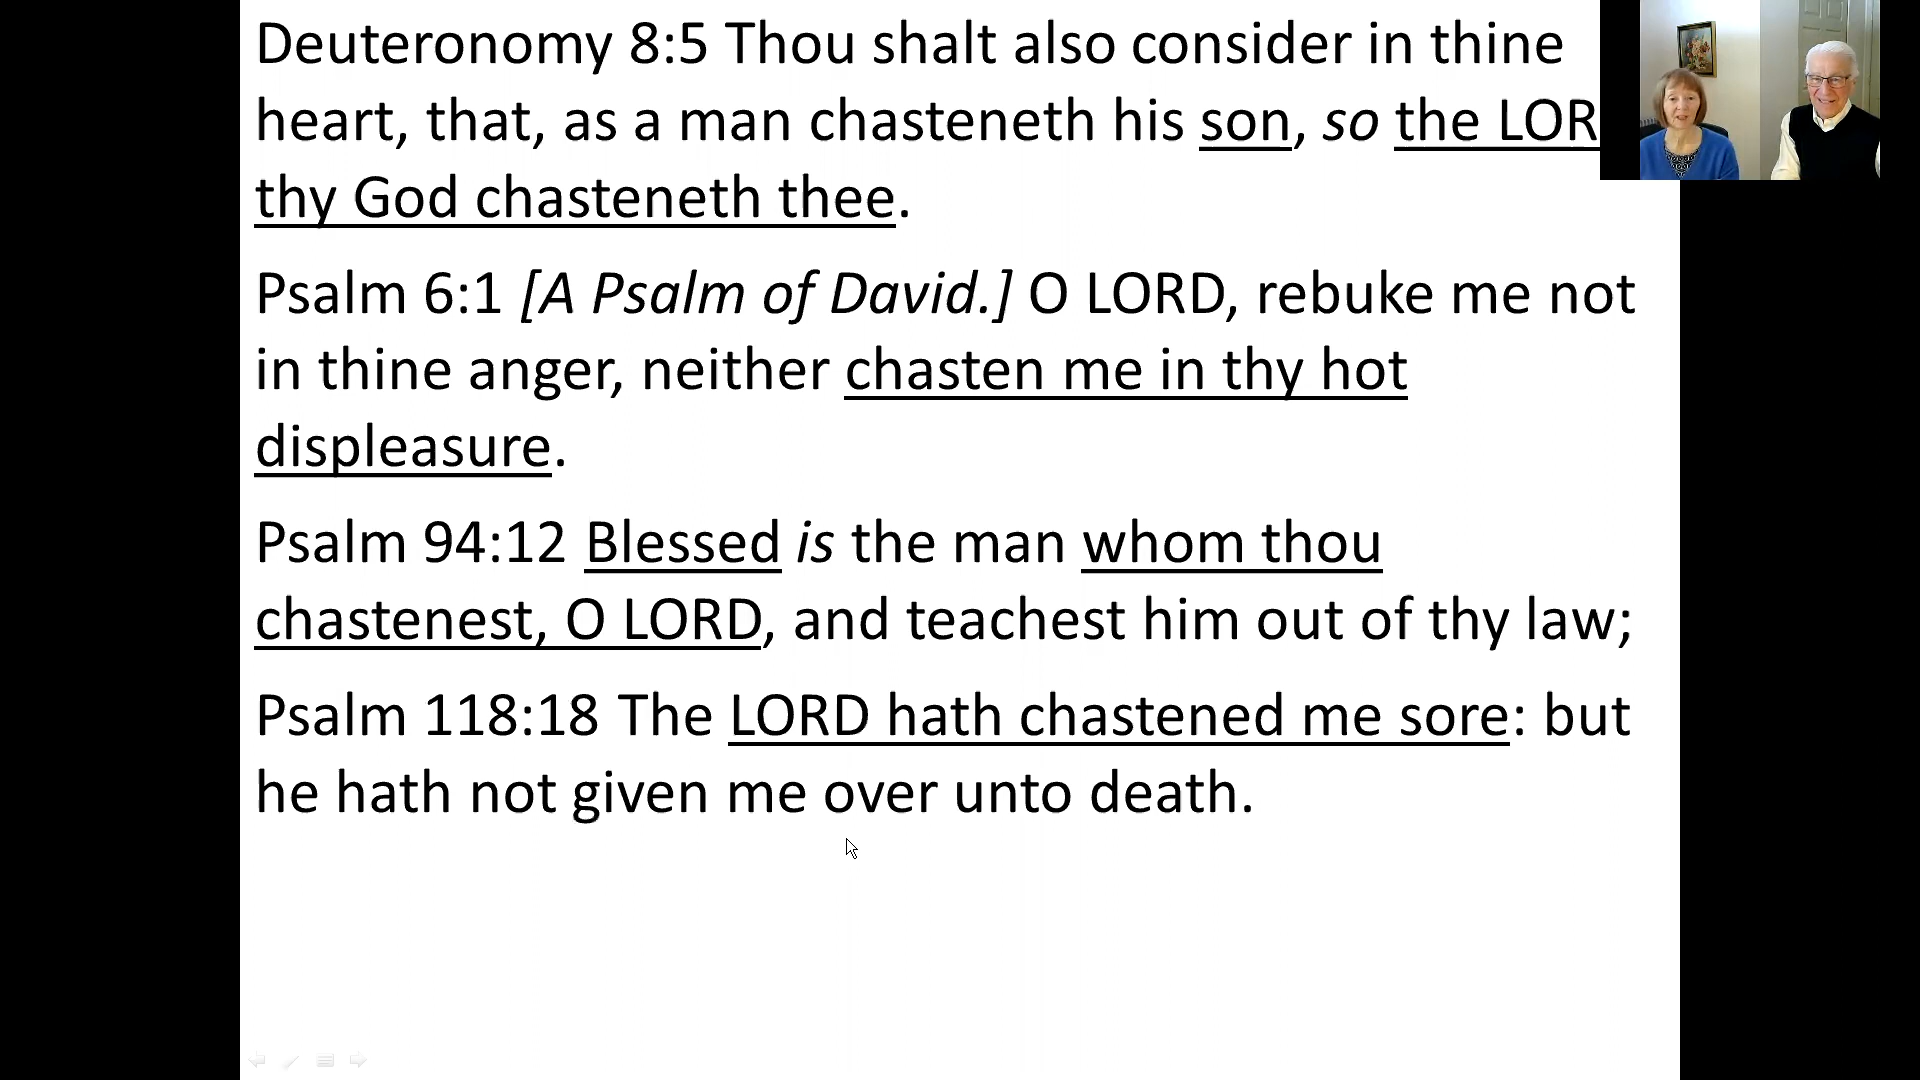 Deuteronomy 8:5 Thou shalt also consider in thine
heart, that, as a man chasteneth his son, so the LOR
thy God chasteneth thee.
Psalm 6:1 [A Psalm of David.] O LORD, rebuke me not
in thine anger, neither chasten me in thy hot
displeasure.
Psalm 94:12 Blessed is the man whom thou
chastenest, O LORD, and teachest him out of thy law;
Psalm 118:18 The LORD hath chastened me sore: but
he hath not given me over unto death.